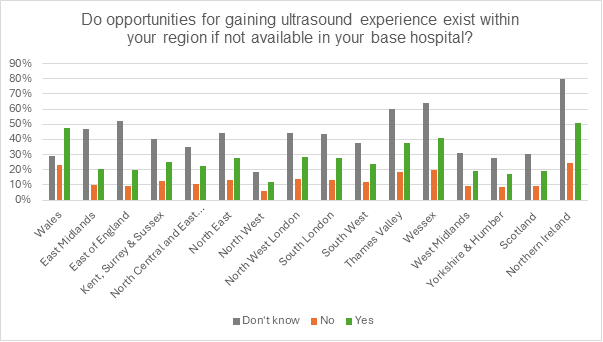 Do opportunities for gaining ultrasound experience exist within
your region if not available in your base hospital?
90%
80%
70%
60%
50%
40%
30%
20%
10%
0%
Wales
East Midlands
East of England
Kent, Surrey & Sussex
North Central and East...
North East
North West
North West London
South London
South West
Thames Valley
Wessex
West Midlands
Yorkshire & Humber
Scotland
Northern Ireland
Don't know No Yes